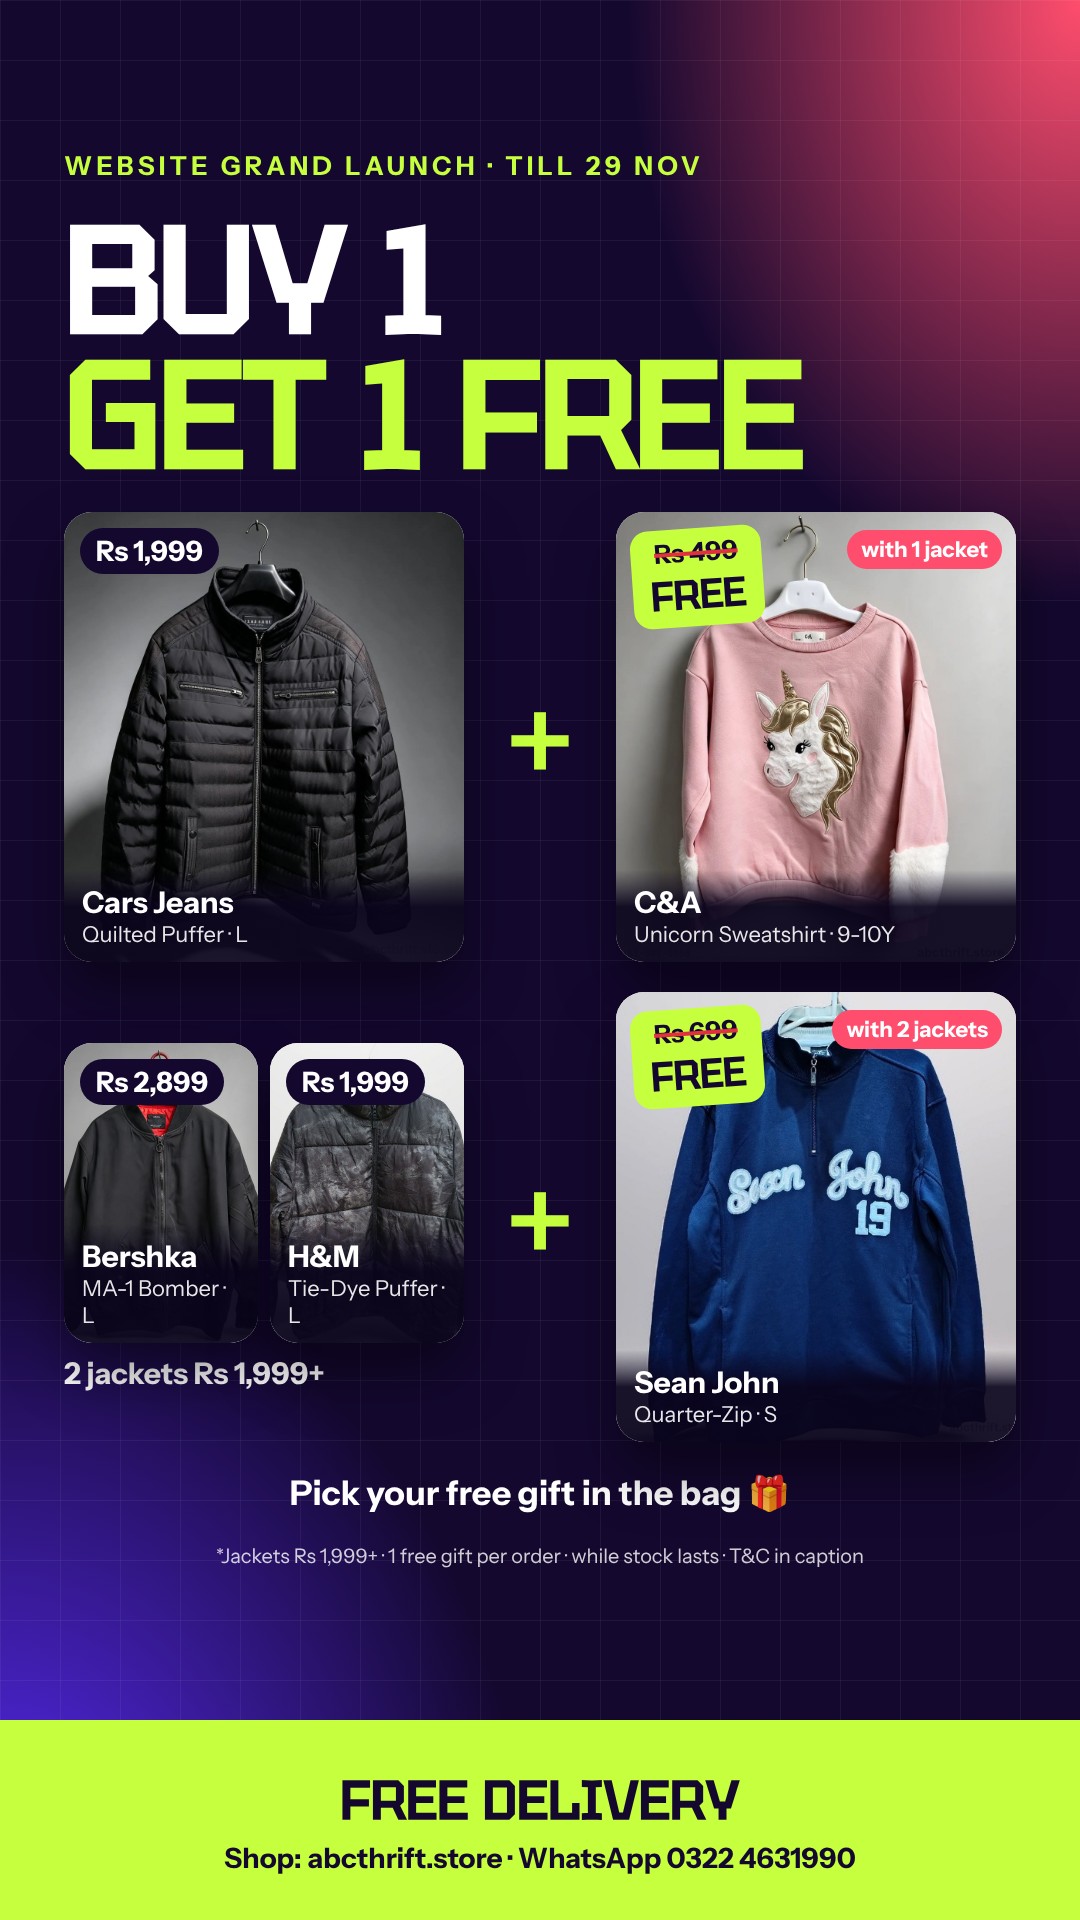 WEBSITE GRAND LAUNCH · TILL 29 NOV
BUY 1
GET 1 FREE
Rs 1,999
Cars Jeans
Quilted Puffer · L
+
Rs 499
FREE
with 1 jacket
C&A
Unicorn Sweatshirt · 9-10Y
Rs 2,899
Bershka
MA-1 Bomber ·
L
Rs 1,999
H&M
Tie-Dye Puffer ·
L
2 jackets Rs 1,999+
+
Rs 699
FREE
with 2 jackets
Sean John
19
Sean John
Quarter-Zip · S
Pick your free gift in the bag 🎁
*Jackets Rs 1,999+ · 1 free gift per order · while stock lasts · T&C in caption
FREE DELIVERY
Shop: abcthrift.store · WhatsApp 0322 4631990